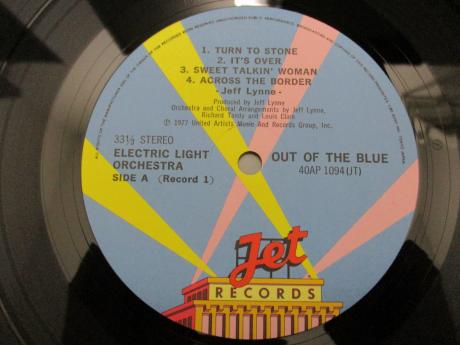 1. TURN TO STONE
2. IT'S OVER
3. SWEET TALKIN' WOMAN
4. ACROSS THE BORDER
- Jeff Lynne -
Produced by Jeff Lynne
Orchestra and Choral Arrangements by Jeff Lynne,
Richard Tandy and Louis Clark
℗ 1977 United Artists Music And Records Group, Inc.
33⅓ STEREO
ELECTRIC LIGHT
ORCHESTRA
SIDE A (Record 1)
OUT OF THE BLUE
40AP 1094(JT)
Jet
RECORDS